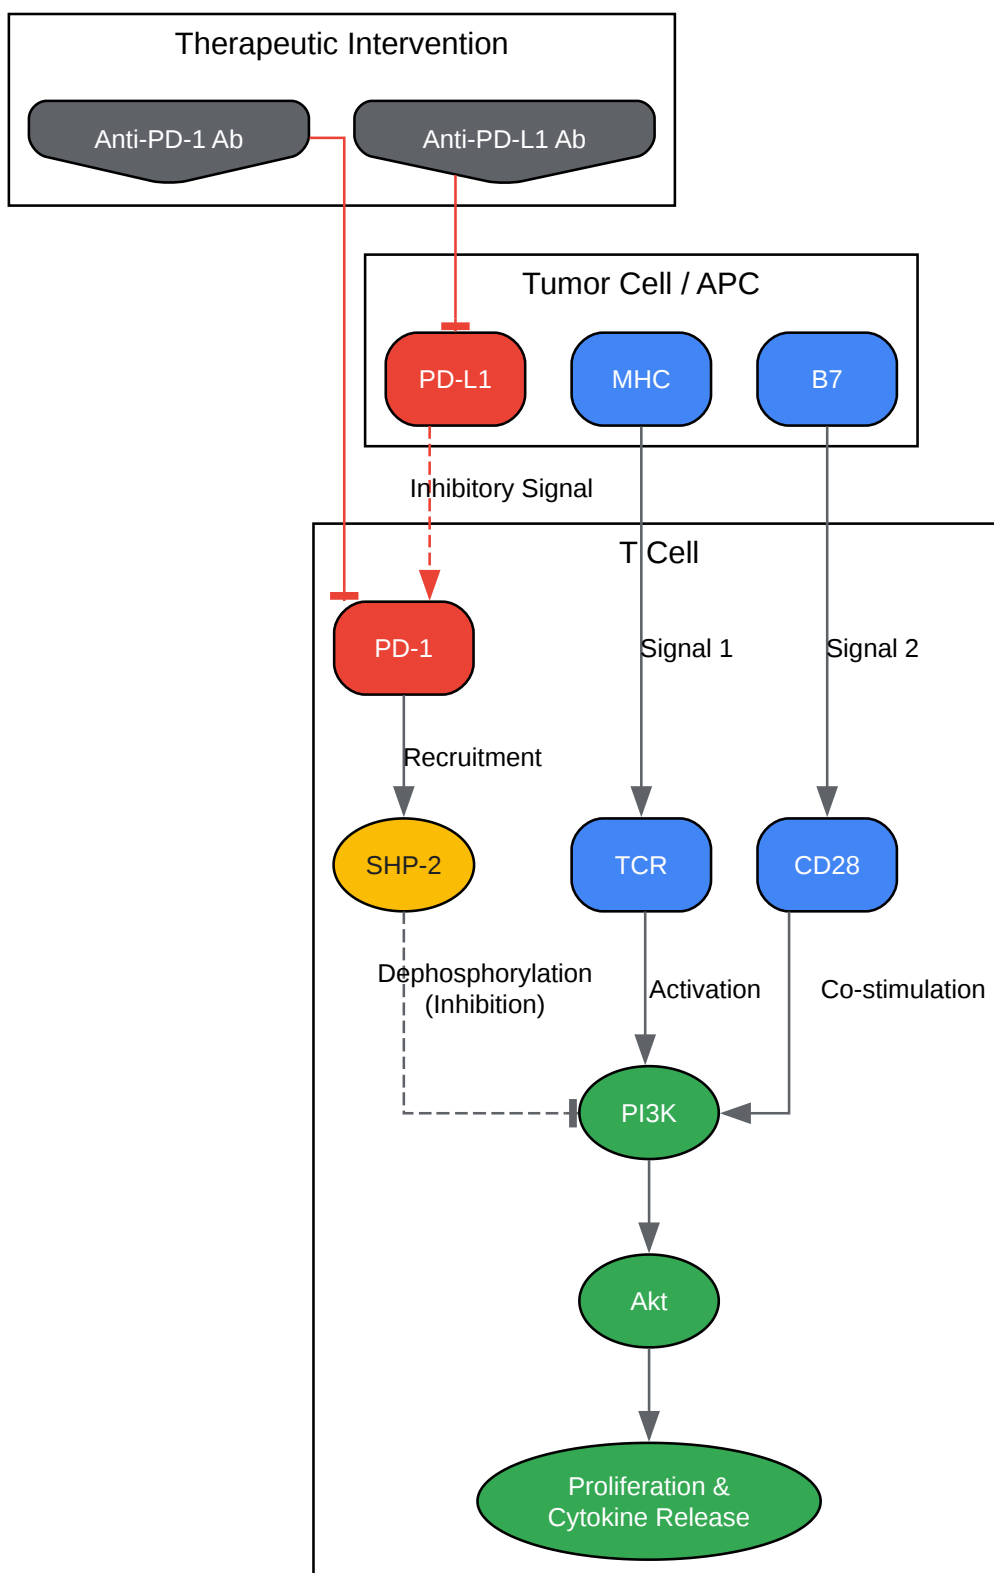 Therapeutic Intervention
Anti-PD-1 Ab
Anti-PD-L1 Ab
Tumor Cell / APC
PD-L1
MHC
B7
Inhibitory Signal
T Cell
PD-1
Signal 1
Signal 2
Recruitment
SHP-2
TCR
CD28
Dephosphorylation
(Inhibition)
Activation
Co-stimulation
PI3K
Akt
Proliferation &
Cytokine Release